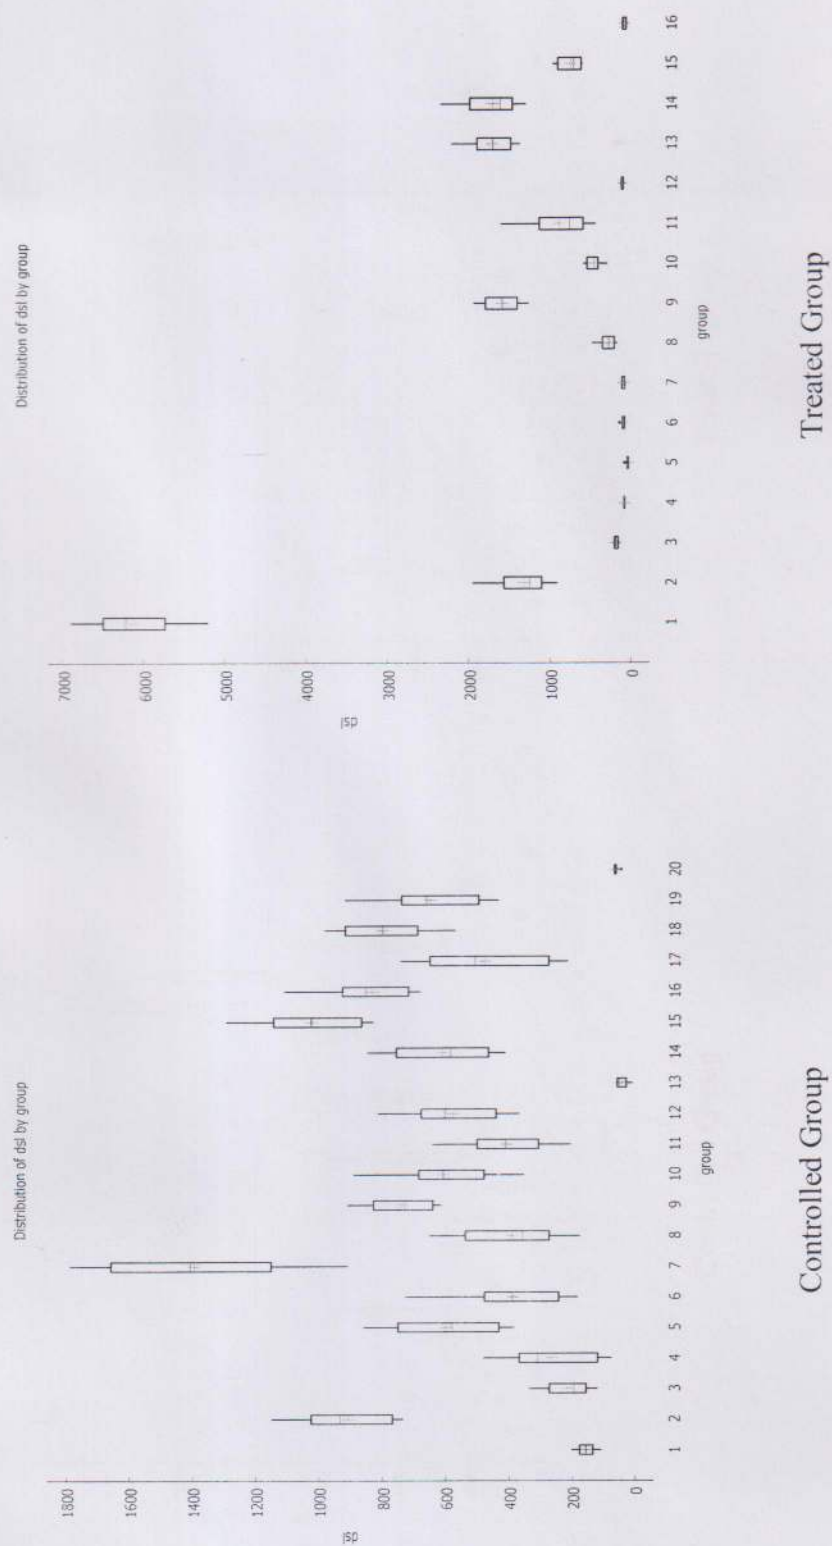 Distribution of dsl by group
1800
1600
1400
1200
1000
800
600
400
200
0
dsl
1 2 3 4 5 6 7 8 9 10 11 12 13 14 15 16 17 18 19 20
group
Controlled Group
Distribution of dsl by group
7000
6000
5000
4000
3000
2000
1000
0
dsl
1 2 3 4 5 6 7 8 9 10 11 12 13 14 15 16
group
Treated Group